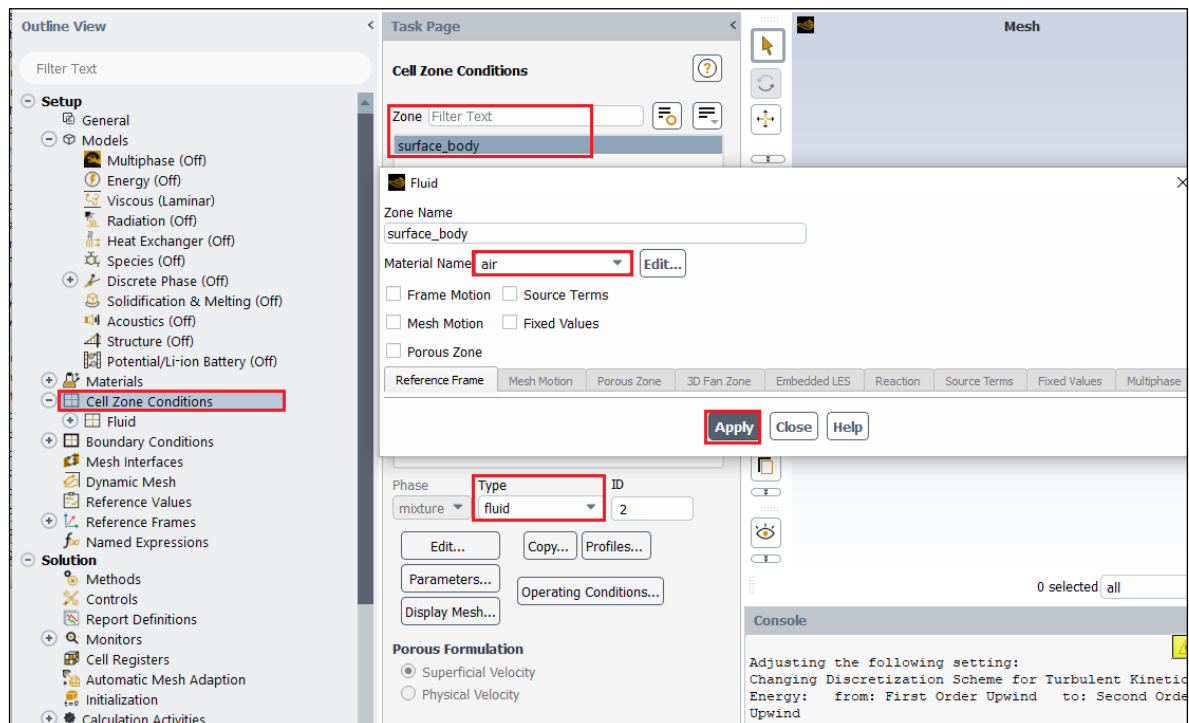 Outline View
Filter Text
Setup
General
Models
Multiphase (Off)
Energy (Off)
Viscous (Laminar)
Radiation (Off)
Heat Exchanger (Off)
Species (Off)
Discrete Phase (Off)
Solidification & Melting (Off)
Acoustics (Off)
Structure (Off)
Potential/Li-ion Battery (Off)
Materials
Cell Zone Conditions
Fluid
Boundary Conditions
Mesh Interfaces
Dynamic Mesh
Reference Values
Reference Frames
Named Expressions
Solution
Methods
Controls
Report Definitions
Monitors
Cell Registers
Automatic Mesh Adaption
Initialization
Calculation Activities
Task Page
Cell Zone Conditions
Zone Filter Text
surface_body
Fluid
Zone Name
surface_body
Material Name air Edit...
Frame Motion Source Terms
Mesh Motion Fixed Values
Porous Zone
Reference Frame Mesh Motion Porous Zone 3D Fan Zone Embedded LES Reaction Source Terms Fixed Values Multiphase
Apply Close Help
Phase Type ID
mixture fluid 2
Edit... Copy... Profiles...
Parameters... Operating Conditions...
Display Mesh...
Porous Formulation
Superficial Velocity
Physical Velocity
Mesh
0 selected all
Console
Adjusting the following setting:
Changing Discretization Scheme for Turbulent Kinetic
Energy: from: First Order Upwind to: Second Orde
Upwind